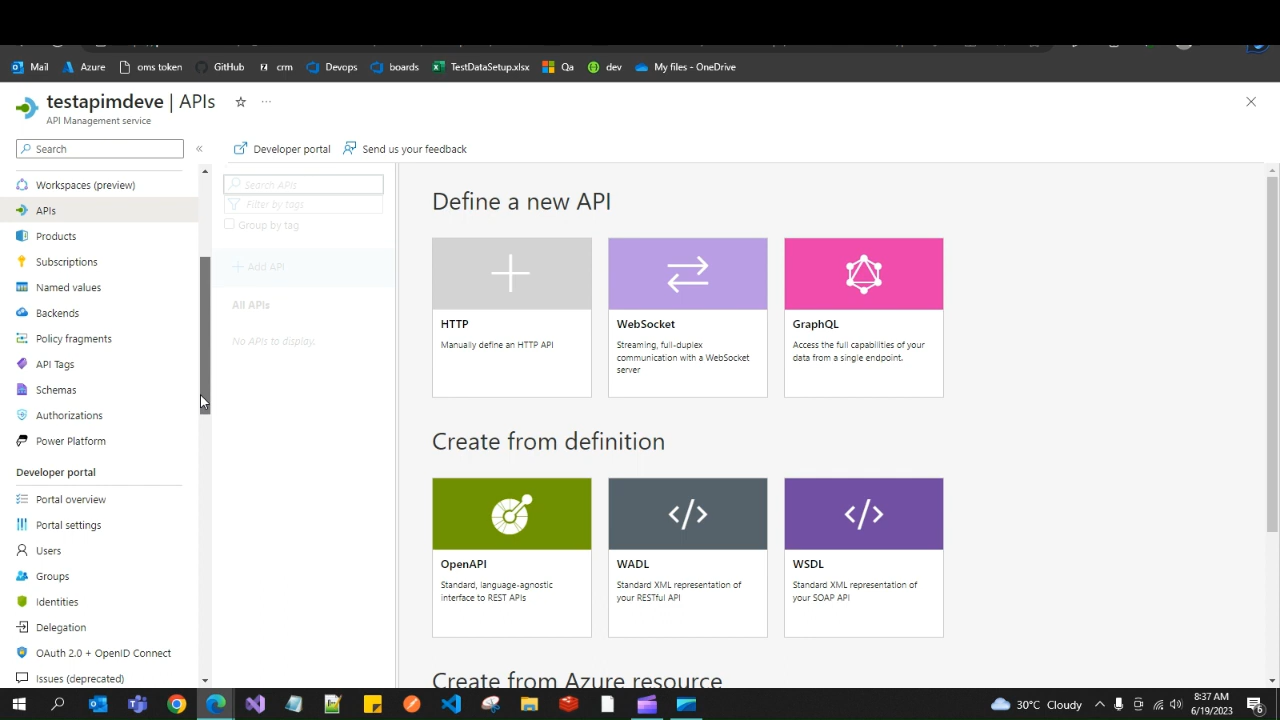 Mail Azure oms token GitHub crm Devops boards TestDataSetup.xlsx Qa dev My files - OneDrive
testapimdeve | APIs
API Management service
Search
Developer portal Send us your feedback
Workspaces (preview)
APIs
Products
Subscriptions
Named values
Backends
Policy fragments
API Tags
Schemas
Authorizations
Power Platform
Developer portal
Portal overview
Portal settings
Users
Groups
Identities
Delegation
OAuth 2.0 + OpenID Connect
Issues (deprecated)
Search APIs
Filter by tags
Group by tag
Add API
All APIs
No APIs to display.
Define a new API
HTTP
Manually define an HTTP API
WebSocket
Streaming, full-duplex
communication with a WebSocket
server
GraphQL
Access the full capabilities of your
data from a single endpoint.
Create from definition
OpenAPI
Standard, language-agnostic
interface to REST APIs
WADL
Standard XML representation of
your RESTful API
WSDL
Standard XML representation of
your SOAP API
Create from Azure resource
30°C Cloudy
8:37 AM
6/19/2023
6